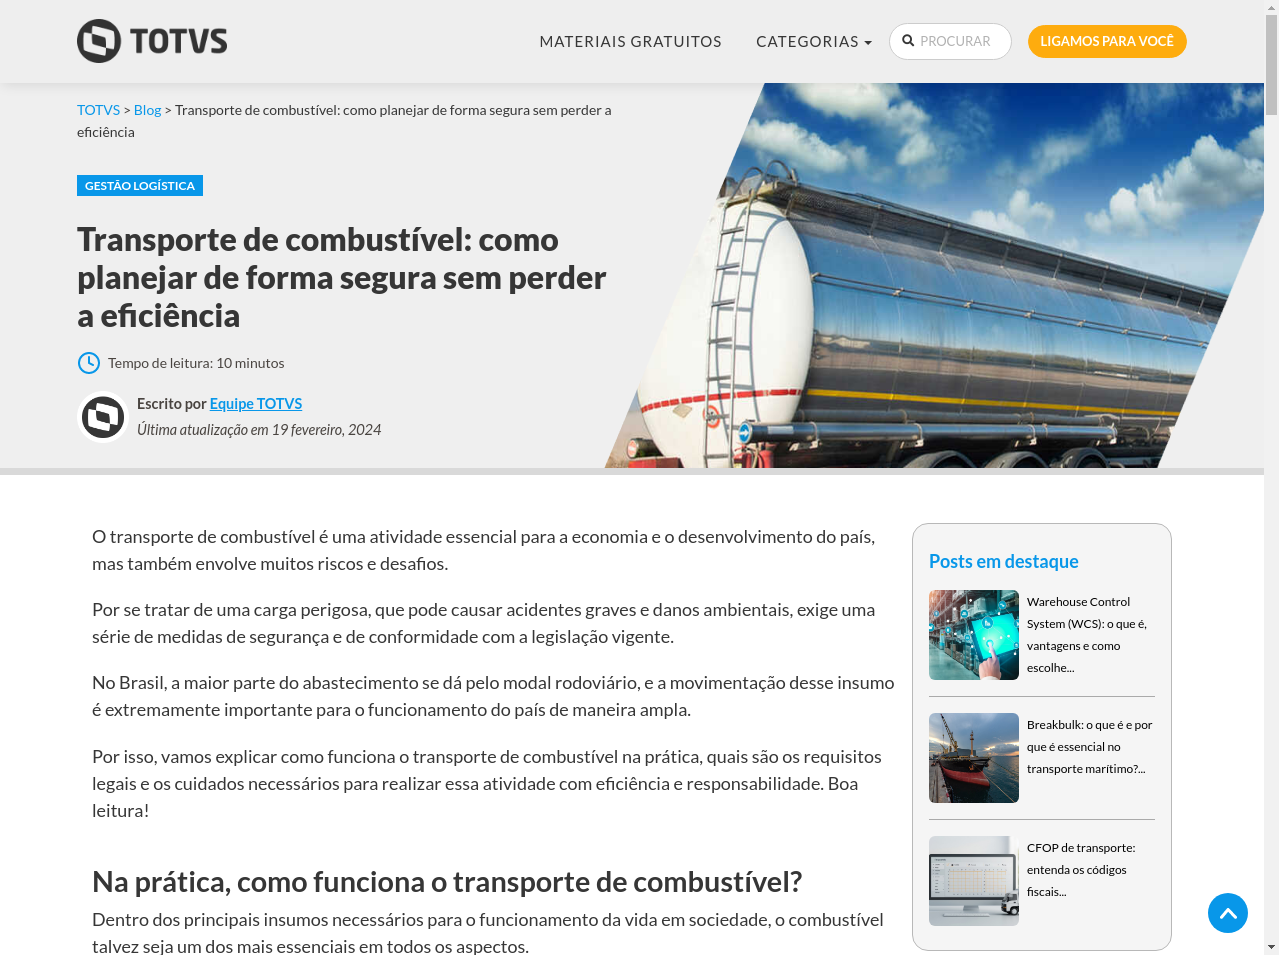 TOTVS
MATERIAIS GRATUITOS
CATEGORIAS
PROCURAR
LIGAMOS PARA VOCÊ
TOTVS > Blog > Transporte de combustível: como planejar de forma segura sem perder a
eficiência
GESTÃO LOGÍSTICA
Transporte de combustível: como
planejar de forma segura sem perder
a eficiência
Tempo de leitura: 10 minutos
Escrito por Equipe TOTVS
Última atualização em 19 fevereiro, 2024
O transporte de combustível é uma atividade essencial para a economia e o desenvolvimento do país,
mas também envolve muitos riscos e desafios.
Por se tratar de uma carga perigosa, que pode causar acidentes graves e danos ambientais, exige uma
série de medidas de segurança e de conformidade com a legislação vigente.
No Brasil, a maior parte do abastecimento se dá pelo modal rodoviário, e a movimentação desse insumo
é extremamente importante para o funcionamento do país de maneira ampla.
Por isso, vamos explicar como funciona o transporte de combustível na prática, quais são os requisitos
legais e os cuidados necessários para realizar essa atividade com eficiência e responsabilidade. Boa
leitura!
Na prática, como funciona o transporte de combustível?
Dentro dos principais insumos necessários para o funcionamento da vida em sociedade, o combustível
talvez seja um dos mais essenciais em todos os aspectos.
Posts em destaque
Warehouse Control
System (WCS): o que é,
vantagens e como
escolhe...
Breakbulk: o que é e por
que é essencial no
transporte marítimo?...
CFOP de transporte:
entenda os códigos
fiscais...